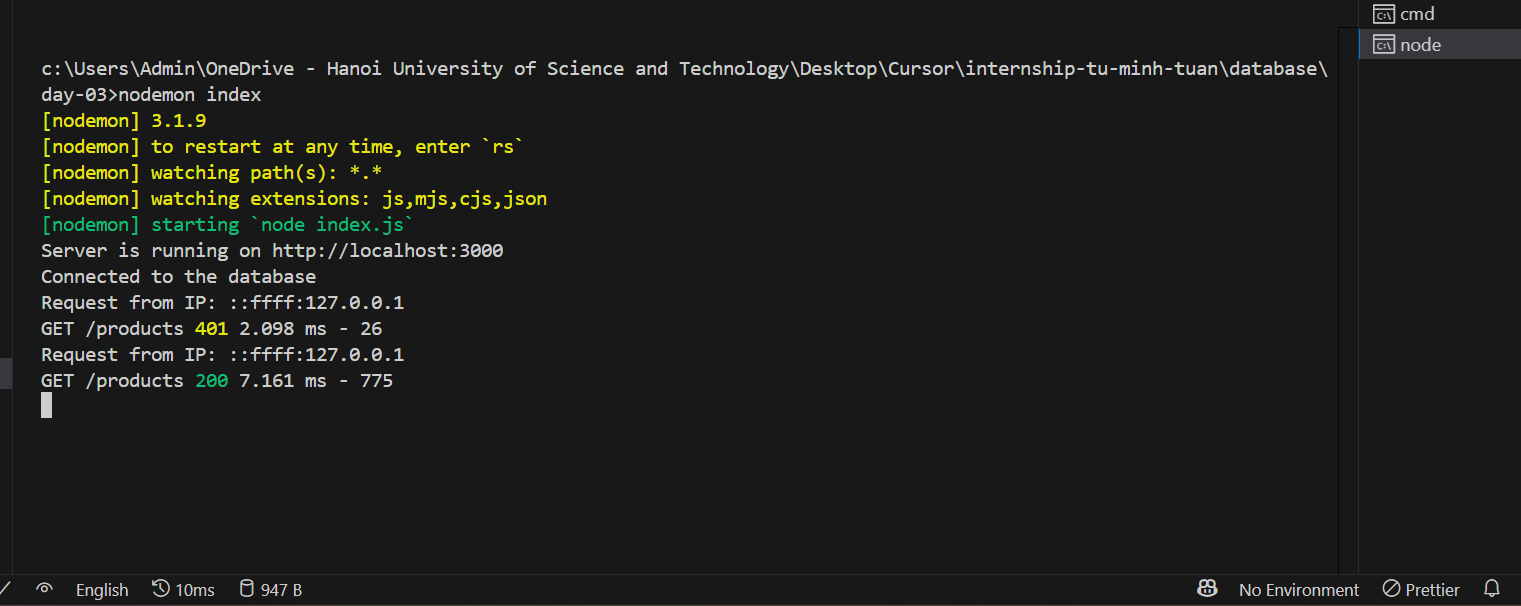 cmd
node
c:\Users\Admin\OneDrive - Hanoi University of Science and Technology\Desktop\Cursor\internship-tu-minh-tuan\database\
day-03>nodemon index
[nodemon] 3.1.9
[nodemon] to restart at any time, enter `rs`
[nodemon] watching path(s): *.*
[nodemon] watching extensions: js,mjs,cjs,json
[nodemon] starting `node index.js`
Server is running on http://localhost:3000
Connected to the database
Request from IP: ::ffff:127.0.0.1
GET /products 401 2.098 ms - 26
Request from IP: ::ffff:127.0.0.1
GET /products 200 7.161 ms - 775
English 10ms 947 B No Environment Prettier